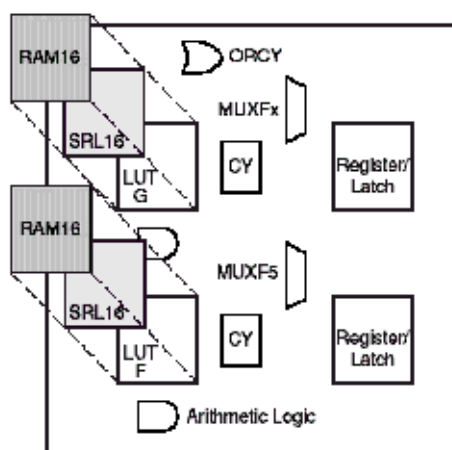 RAM16
ORCY
SRL16
MUXFx
LUT
G
CY
Register/
Latch
RAM16
SRL16
MUXF5
LUT
F
CY
Register/
Latch
Arithmetic Logic